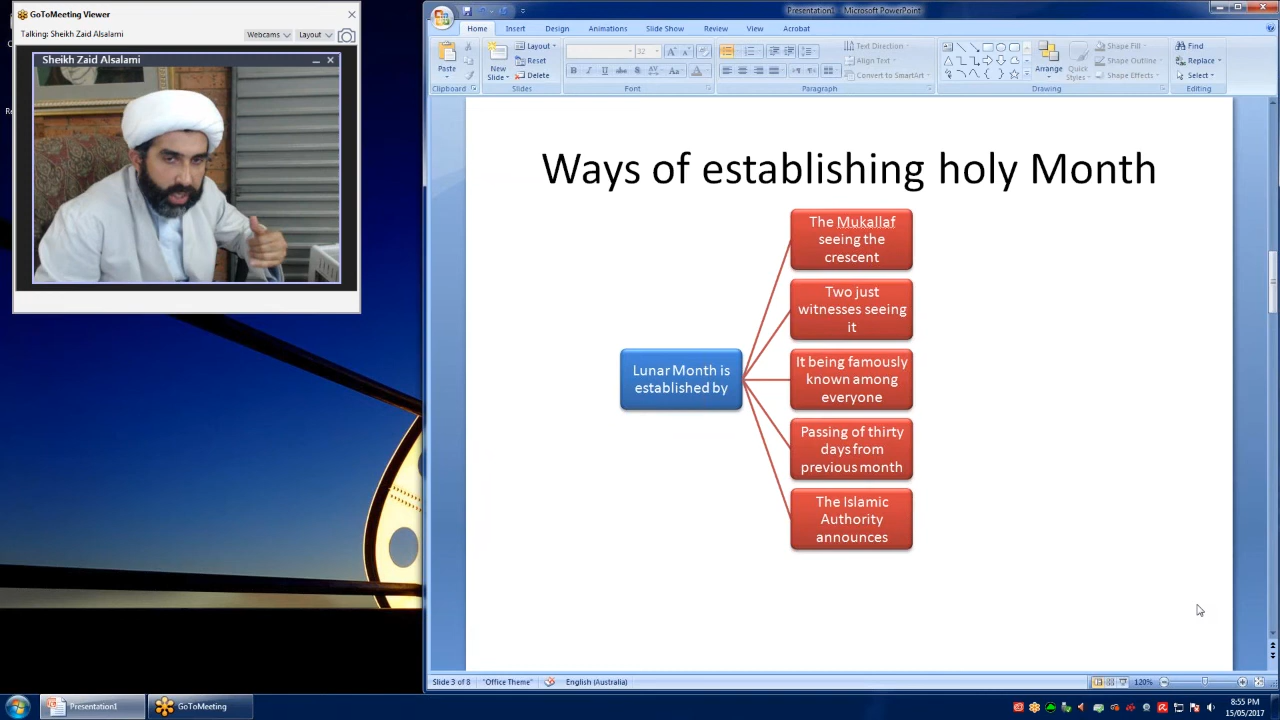 GoToMeeting Viewer
Talking: Sheikh Zaid Alsalami
Webcams
Layout
Sheikh Zaid Alsalami
Presentation1 - Microsoft PowerPoint
Home
Insert
Design
Animations
Slide Show
Review
View
Acrobat
Paste
Clipboard
New
Slide
Layout
Reset
Delete
Slides
32
Font
Text Direction
Align Text
Convert to SmartArt
Paragraph
Arrange
Quick
Styles
Shape Fill
Shape Effects
Drawing
Find
Replace
Select
Editing
Ways of establishing holy Month
Lunar Month is
established by
The Mukallaf
seeing the
crescent
Two just
witnesses seeing
it
It being famously
known among
everyone
Passing of thirty
days from
previous month
The Islamic
Authority
announces
Slide 3 of 8
"Office Theme"
English (Australia)
120%
Presentation1
GoToMeeting
8:55 PM
15/05/2017